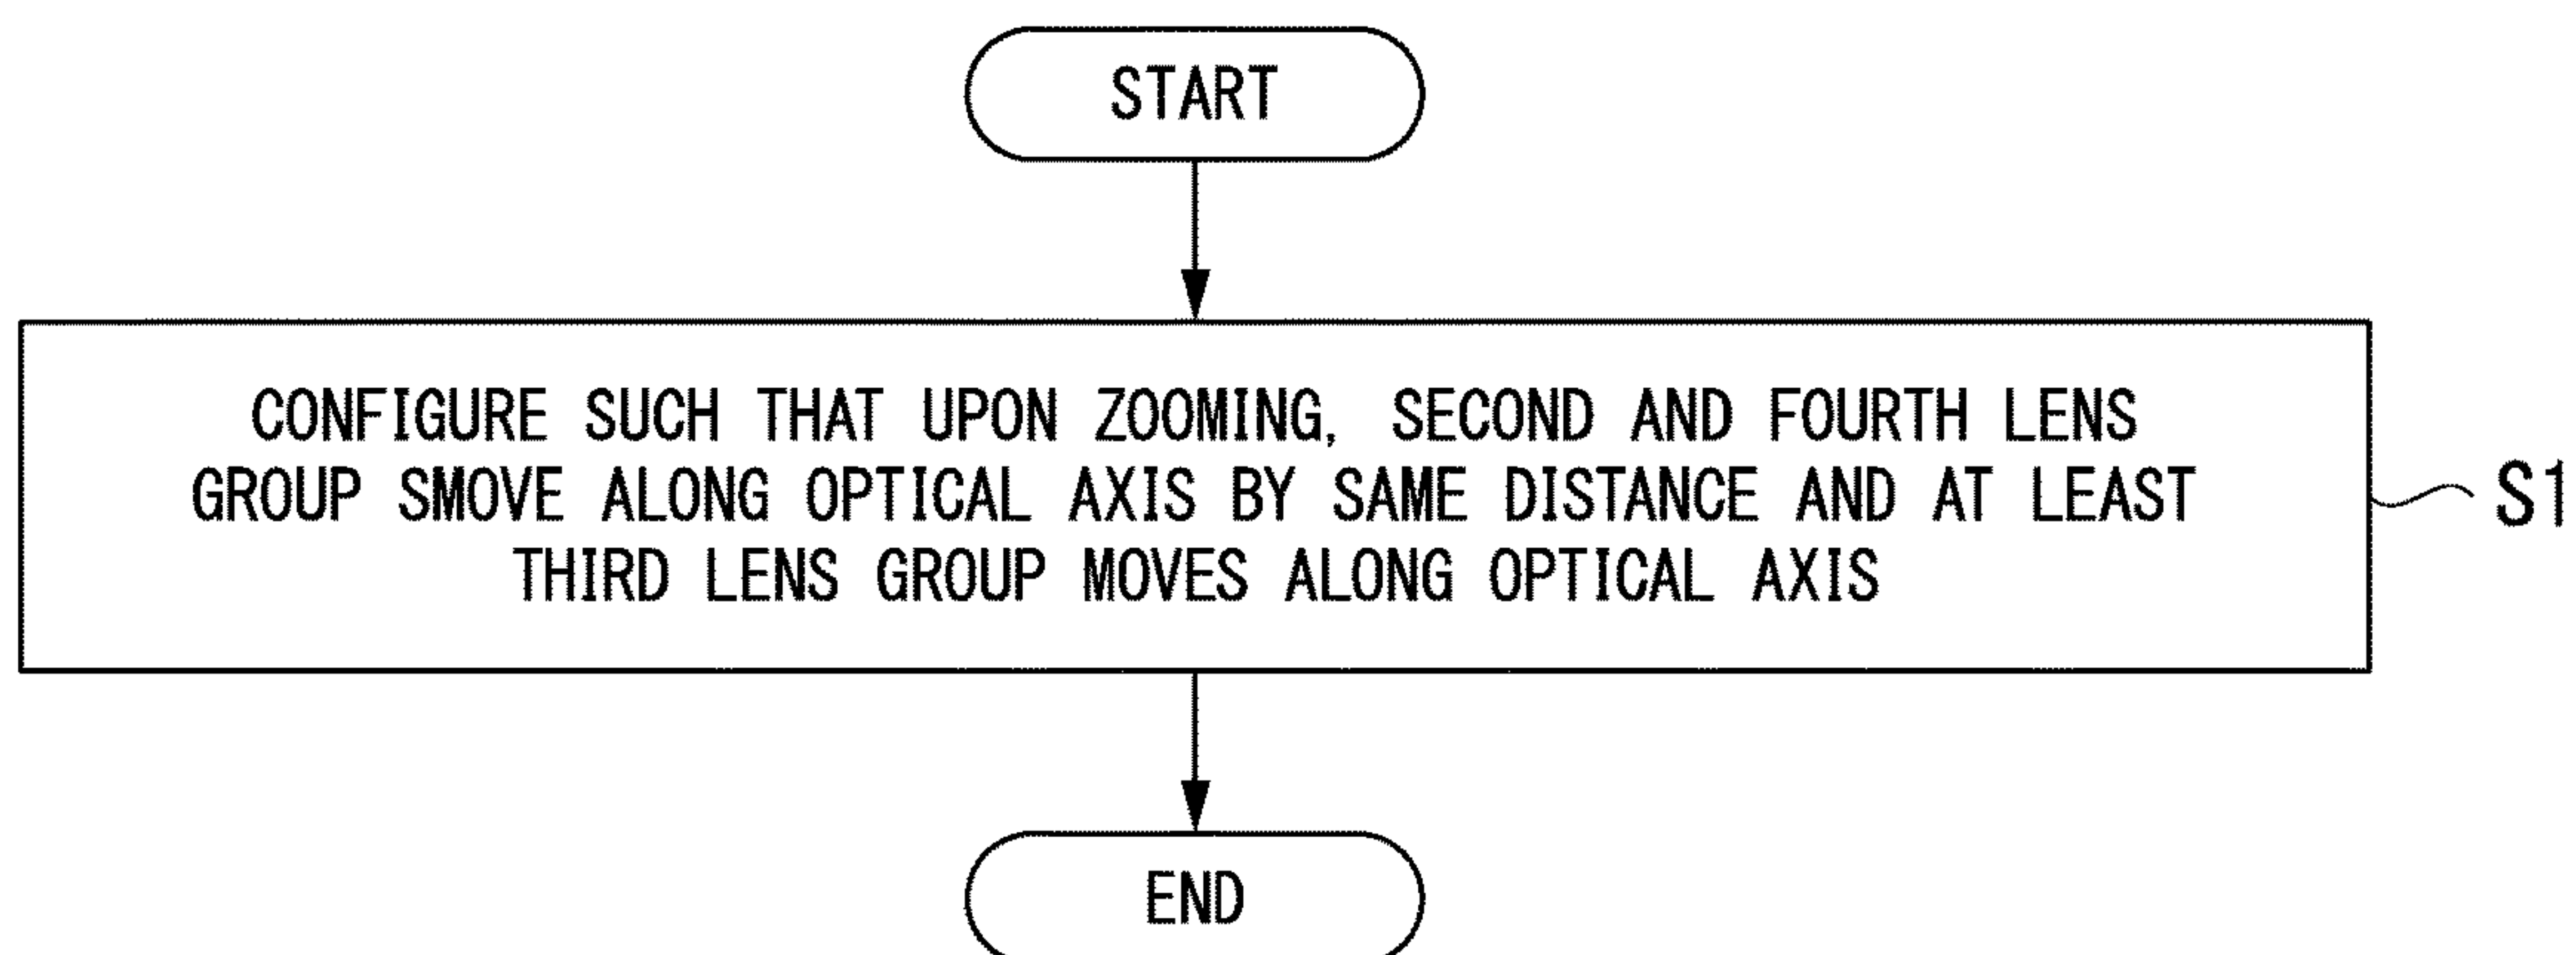 START
CONFIGURE SUCH THAT UPON ZOOMING, SECOND AND FOURTH LENS
GROUP SMOVE ALONG OPTICAL AXIS BY SAME DISTANCE AND AT LEAST
THIRD LENS GROUP MOVES ALONG OPTICAL AXIS
S1
END